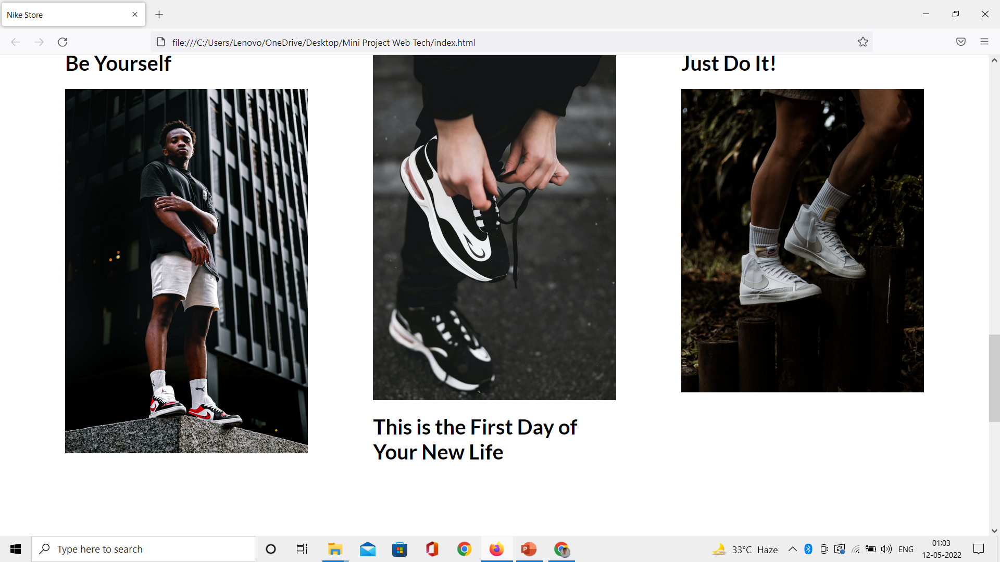 Nike Store
file:///C:/Users/Lenovo/OneDrive/Desktop/Mini Project Web Tech/index.html
Be Yourself
Just Do It!
This is the First Day of
Your New Life
Type here to search
33°C Haze
ENG
01:03
12-05-2022